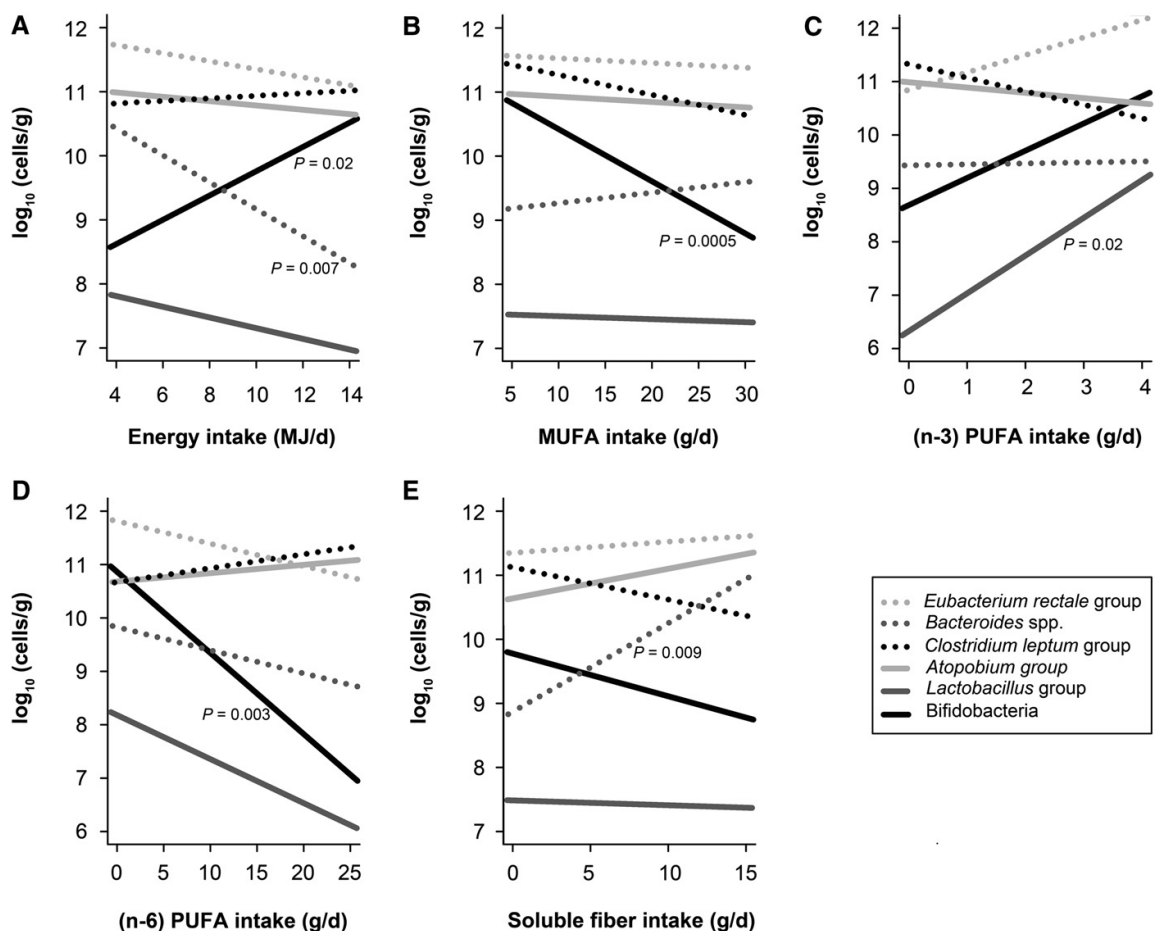 A
12
11
10
9
8
7
log10 (cells/g)
P = 0.02
P = 0.007
4 6 8 10 12 14
Energy intake (MJ/d)
B
12
11
10
9
8
7
log10 (cells/g)
P = 0.0005
5 10 15 20 25 30
MUFA intake (g/d)
C
12
11
10
9
8
7
6
log10 (cells/g)
P = 0.02
0 1 2 3 4
(n-3) PUFA intake (g/d)
D
12
11
10
9
8
7
6
log10 (cells/g)
P = 0.003
0 5 10 15 20 25
(n-6) PUFA intake (g/d)
E
12
11
10
9
8
7
log10 (cells/g)
P = 0.009
0 5 10 15
Soluble fiber intake (g/d)
Eubacterium rectale group
Bacteroides spp.
Clostridium leptum group
Atopobium group
Lactobacillus group
Bifidobacteria